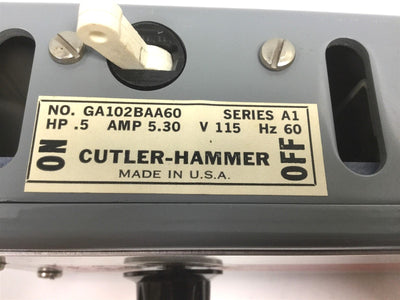 NO. GA102BAA60 SERIES A1
HP .5 AMP 5.30 V 115 Hz 60
ON
CUTLER-HAMMER
OFF
MADE IN U.S.A.